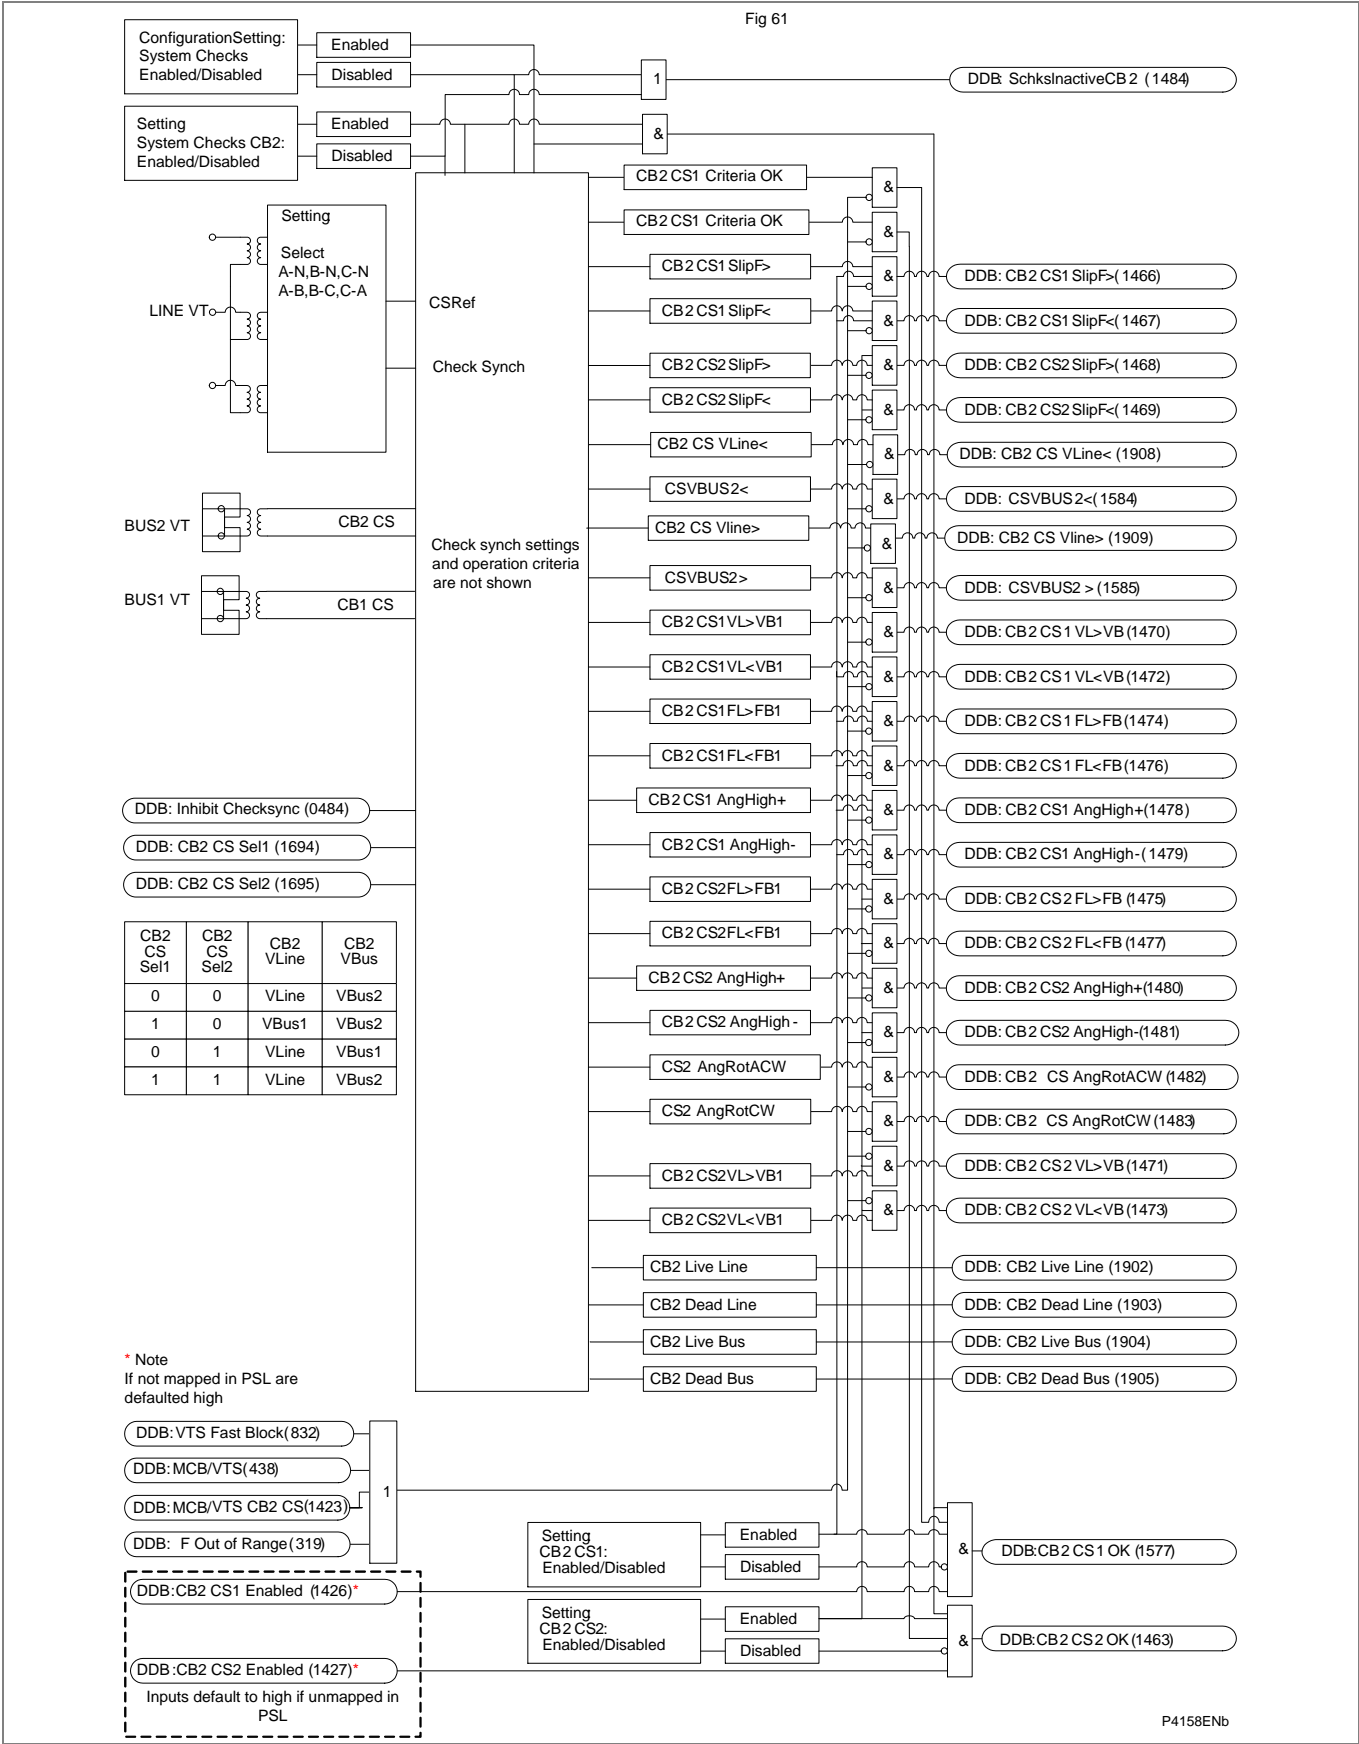 Fig 61
ConfigurationSetting:
System Checks
Enabled/Disabled
Enabled
Disabled
1
DDB: SchksInactiveCB2 (1484)
Setting
System Checks CB2:
Enabled/Disabled
Enabled
Disabled
&
CB2 CS1 Criteria OK
&
CB2 CS1 Criteria OK
&
CB2 CS1 SlipF>
&
DDB: CB2 CS1 SlipF>(1466)
CB2 CS1 SlipF<
&
DDB: CB2 CS1 SlipF<(1467)
CB2 CS2 SlipF>
&
DDB: CB2 CS2 SlipF>(1468)
CB2 CS2 SlipF<
&
DDB: CB2 CS2 SlipF<(1469)
CB2 CS VLine<
&
DDB: CB2 CS VLine< (1908)
CSVBUS2<
&
DDB: CSVBUS2<(1584)
CB2 CS Vline>
&
DDB: CB2 CS Vline> (1909)
CSVBUS2>
&
DDB: CSVBUS2 > (1585)
CB2 CS1 VL>VB1
&
DDB: CB2 CS1 VL>VB (1470)
CB2 CS1 VL<VB1
&
DDB: CB2 CS1 VL<VB (1472)
CB2 CS1FL>FB1
&
DDB: CB2 CS1 FL>FB (1474)
CB2 CS1FL<FB1
&
DDB: CB2 CS1 FL<FB(1476)
CB2 CS1 AngHigh+
&
DDB: CB2 CS1 AngHigh+(1478)
CB2 CS1 AngHigh-
&
DDB: CB2 CS1 AngHigh-(1479)
CB2 CS2FL>FB1
&
DDB: CB2 CS2 FL>FB (1475)
CB2 CS2FL<FB1
&
DDB: CB2 CS2 FL<FB (1477)
CB2 CS2 AngHigh+
&
DDB: CB2 CS2 AngHigh+(1480)
CB2 CS2 AngHigh -
&
DDB: CB2 CS2 AngHigh-(1481)
CS2 AngRotACW
&
DDB: CB2 CS AngRotACW (1482)
CS2 AngRotCW
&
DDB: CB2 CS AngRotCW (1483)
CB2 CS2VL>VB1
&
DDB: CB2 CS2 VL>VB (1471)
CB2 CS2VL<VB1
&
DDB: CB2 CS2 VL<VB (1473)
CB2 Live Line
DDB: CB2 Live Line (1902)
CB2 Dead Line
DDB: CB2 Dead Line (1903)
CB2 Live Bus
DDB: CB2 Live Bus (1904)
CB2 Dead Bus
DDB: CB2 Dead Bus (1905)
LINE VT
Setting
Select
A-N,B-N,C-N
A-B,B-C,C-A
CSRef
Check Synch
BUS2 VT
CB2 CS
BUS1 VT
CB1 CS
Check synch settings
and operation criteria
are not shown
DDB: Inhibit Checksync (0484)
DDB: CB2 CS Sel1 (1694)
DDB: CB2 CS Sel2 (1695)
CB2 CS Sel1 CB2 CS Sel2 CB2 VLine CB2 VBus
0 0 VLine VBus2
1 0 VBus1 VBus2
0 1 VLine VBus1
1 1 VLine VBus2
* Note
If not mapped in PSL are
defaulted high
DDB: VTS Fast Block(832)
DDB: MCB/VTS(438)
DDB: MCB/VTS CB2 CS(1423)
DDB: F Out of Range(319)
1
DDB:CB2 CS1 Enabled (1426)*
DDB:CB2 CS2 Enabled (1427)*
Inputs default to high if unmapped in
PSL
Setting
CB2 CS1:
Enabled/Disabled
Enabled
Disabled
&
DDB:CB2 CS1 OK (1577)
Setting
CB2 CS2:
Enabled/Disabled
Enabled
Disabled
&
DDB:CB2 CS2 OK (1463)
P4158ENb